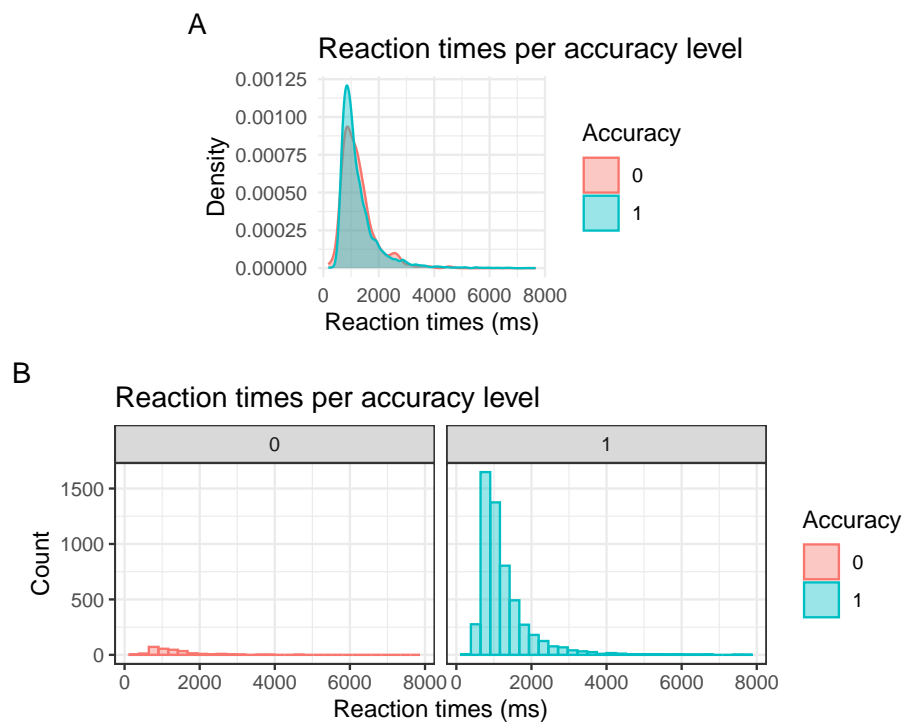 A
Reaction times per accuracy level
0.00125
0.00100
0.00075
0.00050
0.00025
0.00000
Density
0 2000 4000 6000 8000
Reaction times (ms)
Accuracy
0
1
B
Reaction times per accuracy level
0 1
1500
1000
500
0
Count
0 2000 4000 6000 8000 0 2000 4000 6000 8000
Reaction times (ms)
Accuracy
0
1